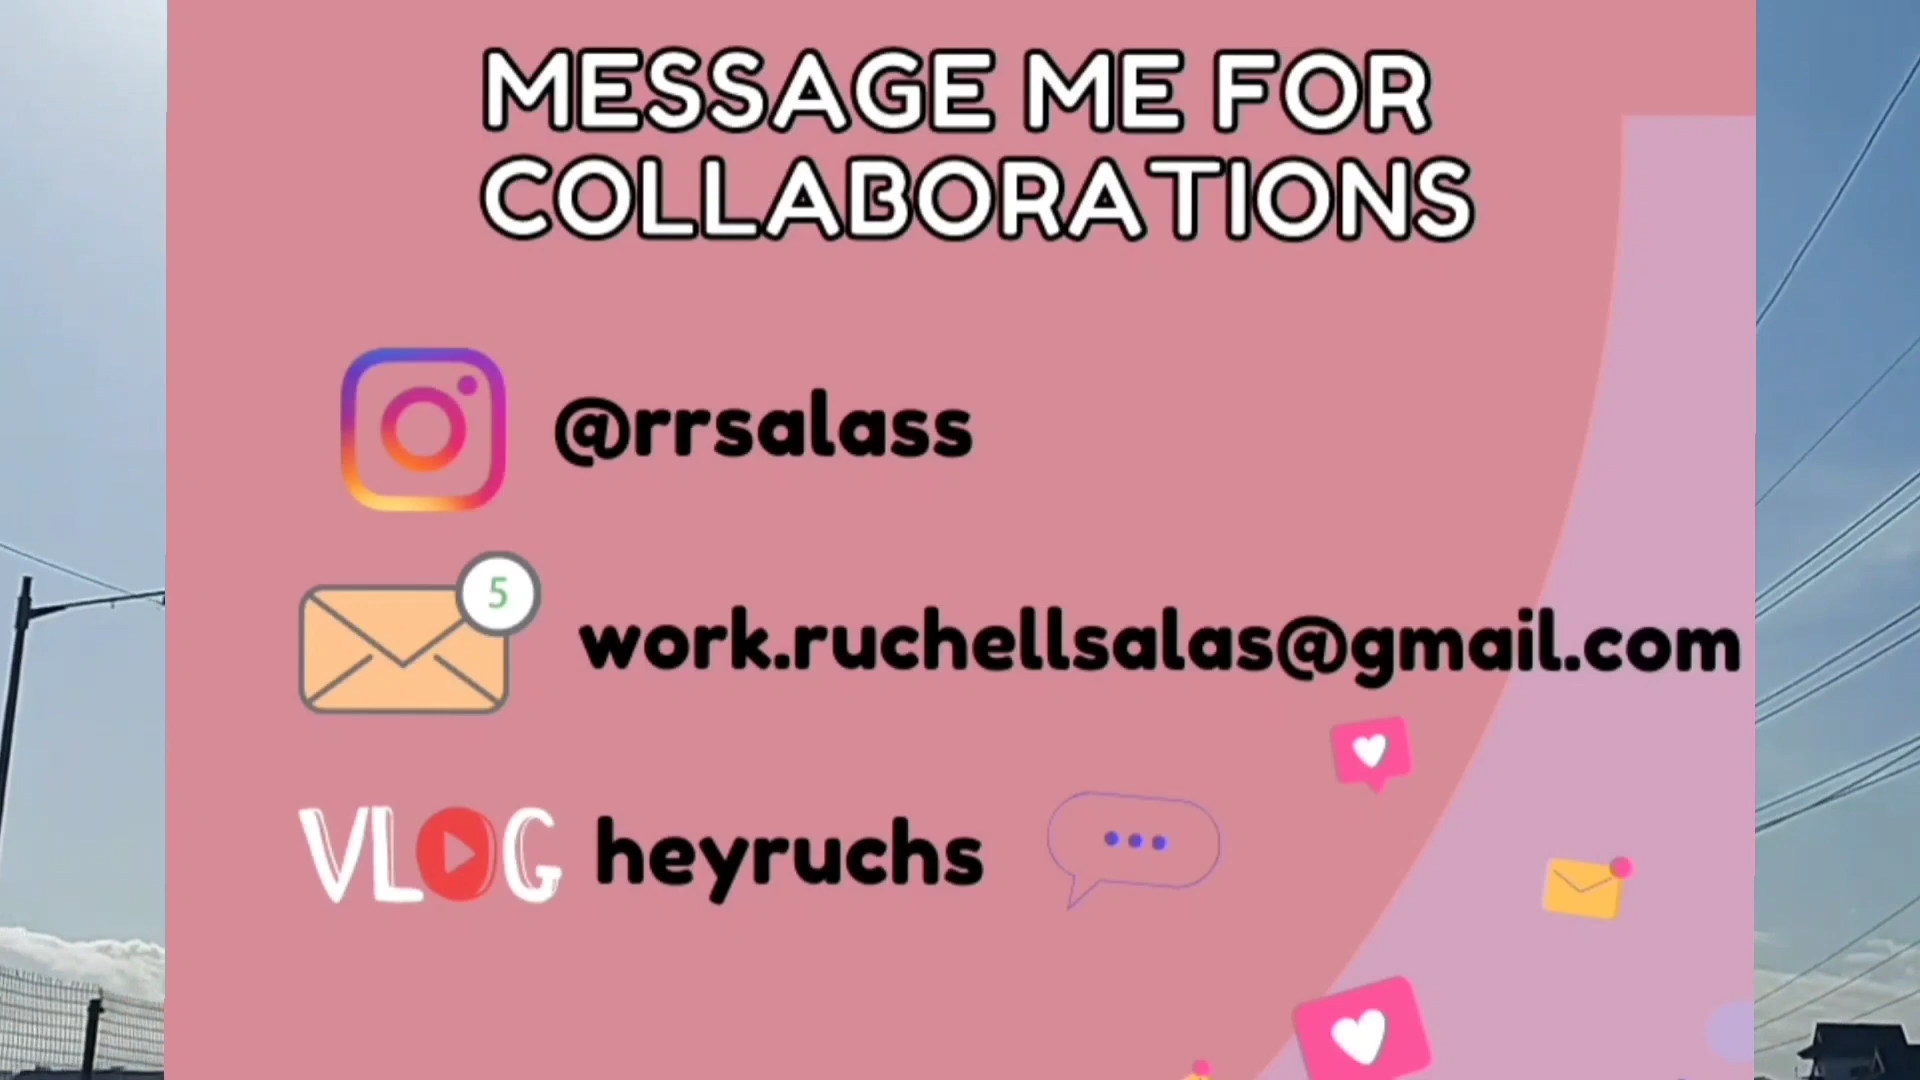 MESSAGE ME FOR
COLLABORATIONS
@rrsalass
5
work.ruchellsalas@gmail.com
VLOG heyruchs